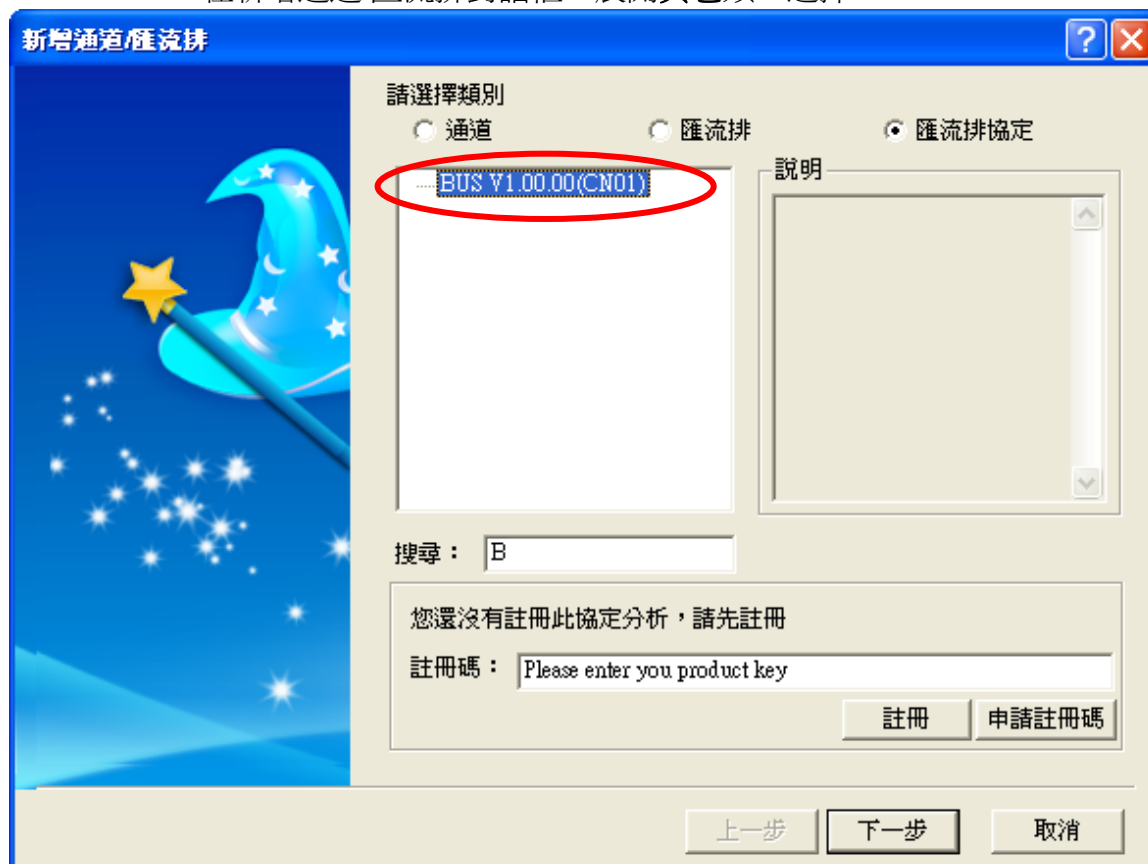 新增通道/匯流排
請選擇類別
通道 匯流排 匯流排協定
BUS V1.00.00(CN01)
說明
搜尋： B
您還沒有註冊此協定分析，請先註冊
註冊碼： Please enter you product key
註冊 申請註冊碼
上一步 下一步 取消